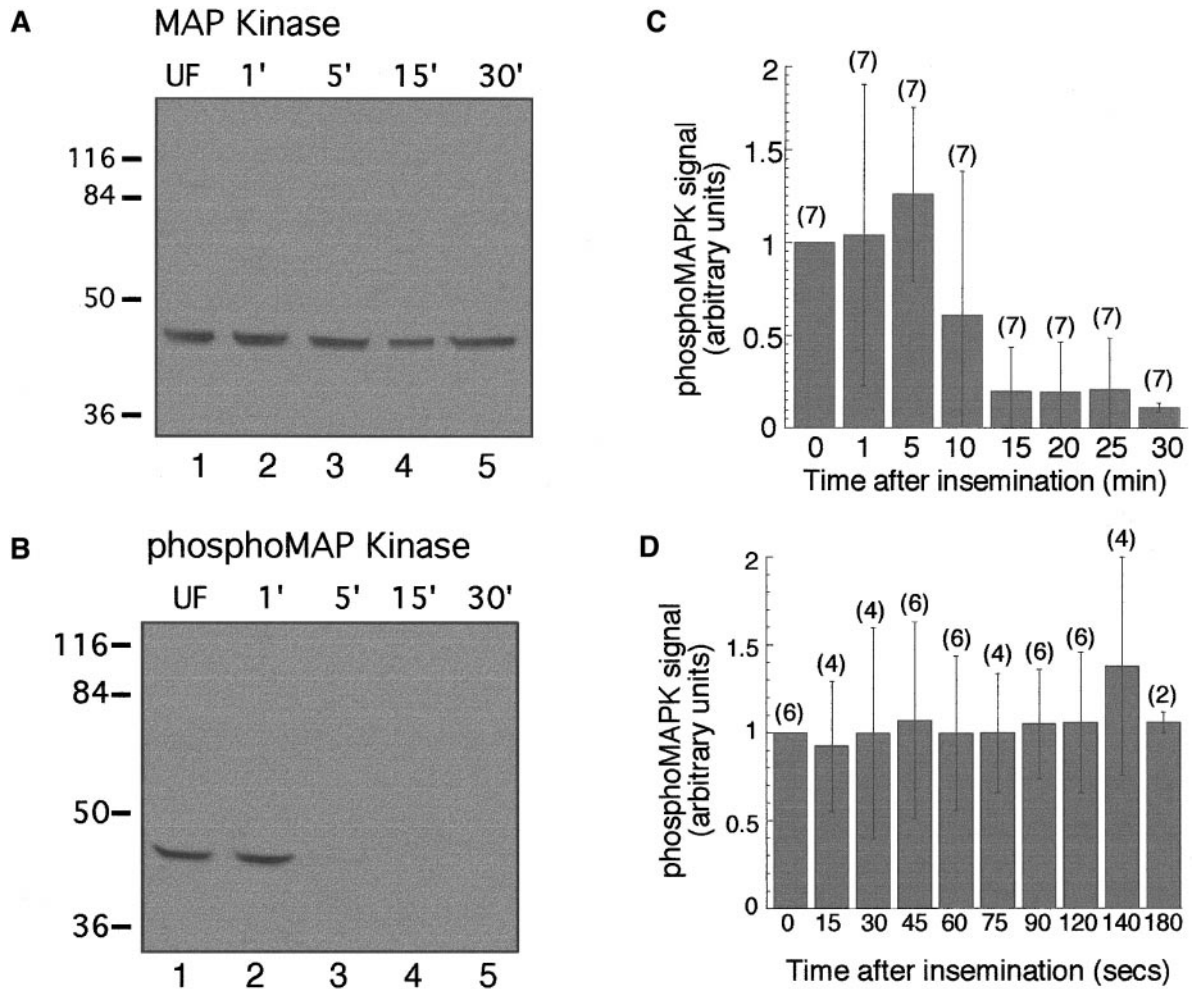 A
MAP Kinase
UF 1' 5' 15' 30'
116
84
50
36
1 2 3 4 5
B
phosphoMAP Kinase
UF 1' 5' 15' 30'
116
84
50
36
1 2 3 4 5
C
phosphoMAPK signal
(arbitrary units)
2
1.5
1
0.5
0
(7) (7) (7) (7) (7) (7) (7) (7)
0 1 5 10 15 20 25 30
Time after insemination (min)
D
phosphoMAPK signal
(arbitrary units)
2
1.5
1
0.5
0
(6) (4) (4) (6) (6) (4) (6) (6) (4) (2)
0 15 30 45 60 75 90 120 140 180
Time after insemination (secs)